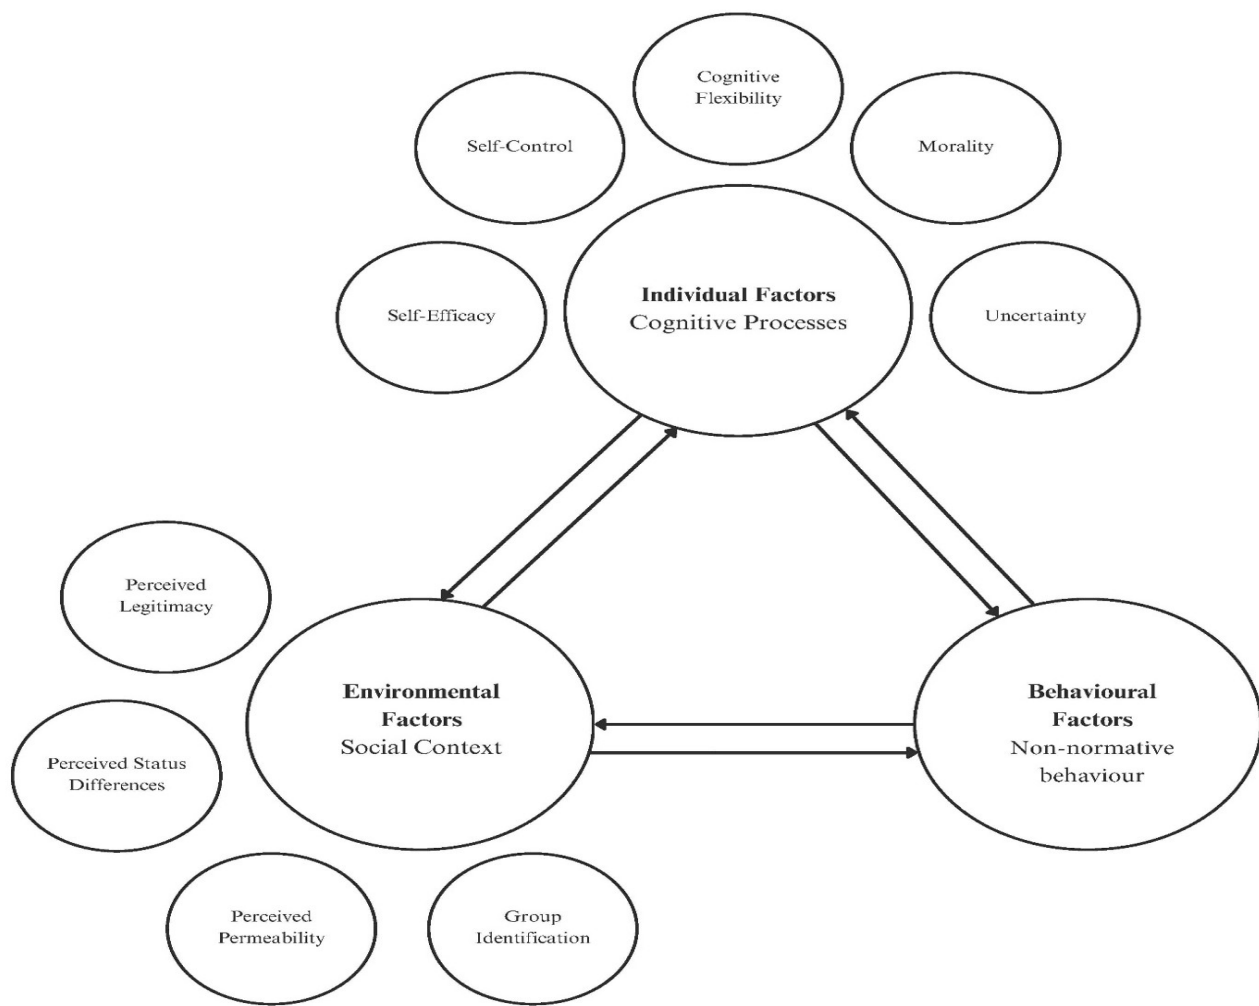 Cognitive
Flexibility
Self-Control
Morality
Self-Efficacy
Individual Factors
Cognitive Processes
Uncertainty
Perceived
Legitimacy
Environmental
Factors
Social Context
Behavioural
Factors
Non-normative
behaviour
Perceived Status
Differences
Perceived
Permeability
Group
Identification